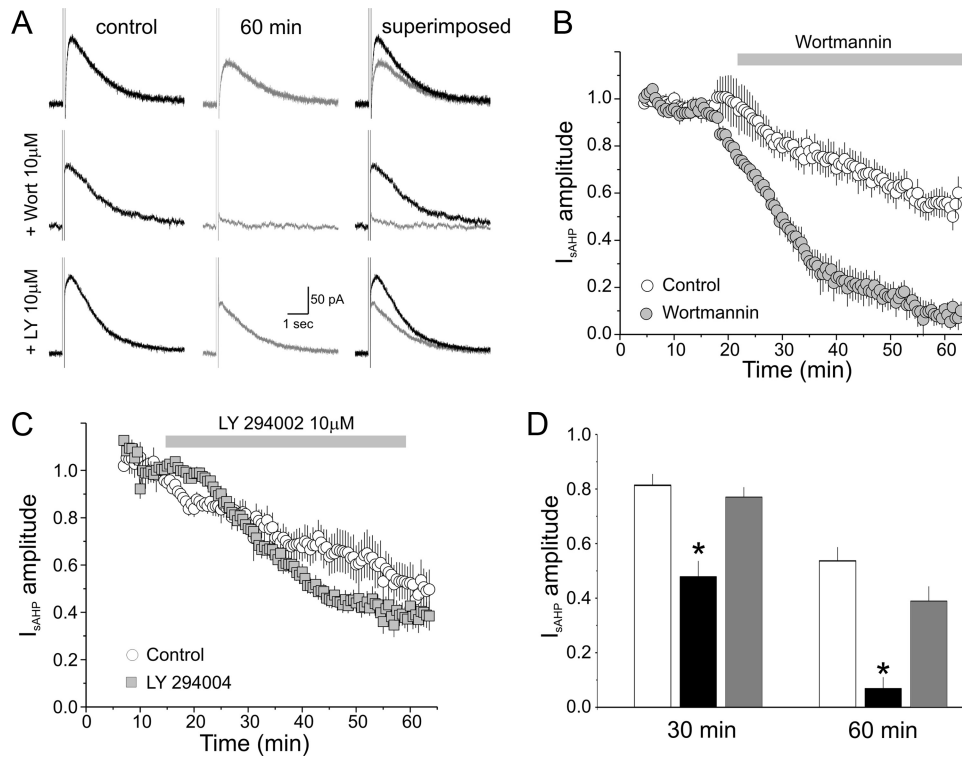 A
control
60 min
superimposed
+ Wort 10μM
+ LY 10μM
50 pA
1 sec
B
Wortmannin
1.0
0.8
0.6
0.4
0.2
0.0
IsAHP amplitude
Control
Wortmannin
0 10 20 30 40 50 60
Time (min)
C
LY 294002 10μM
1.0
0.8
0.6
0.4
0.2
0.0
IsAHP amplitude
Control
LY 294004
0 10 20 30 40 50 60
Time (min)
D
1.0
0.8
0.6
0.4
0.2
0.0
IsAHP amplitude
*
*
30 min 60 min